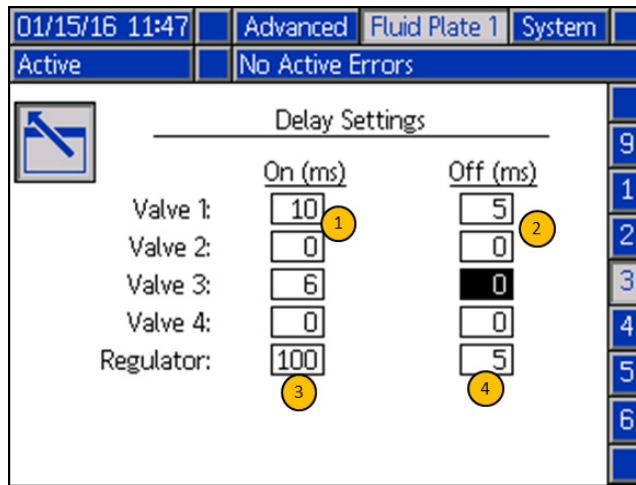 01/15/16 11:47 Advanced Fluid Plate 1 System
Active No Active Errors
Delay Settings
On (ms) Off (ms)
Valve 1: 10 5
1 2
Valve 2: 0 0
Valve 3: 6 0
Valve 4: 0 0
Regulator: 100 5
3 4
9
1
2
3
4
5
6